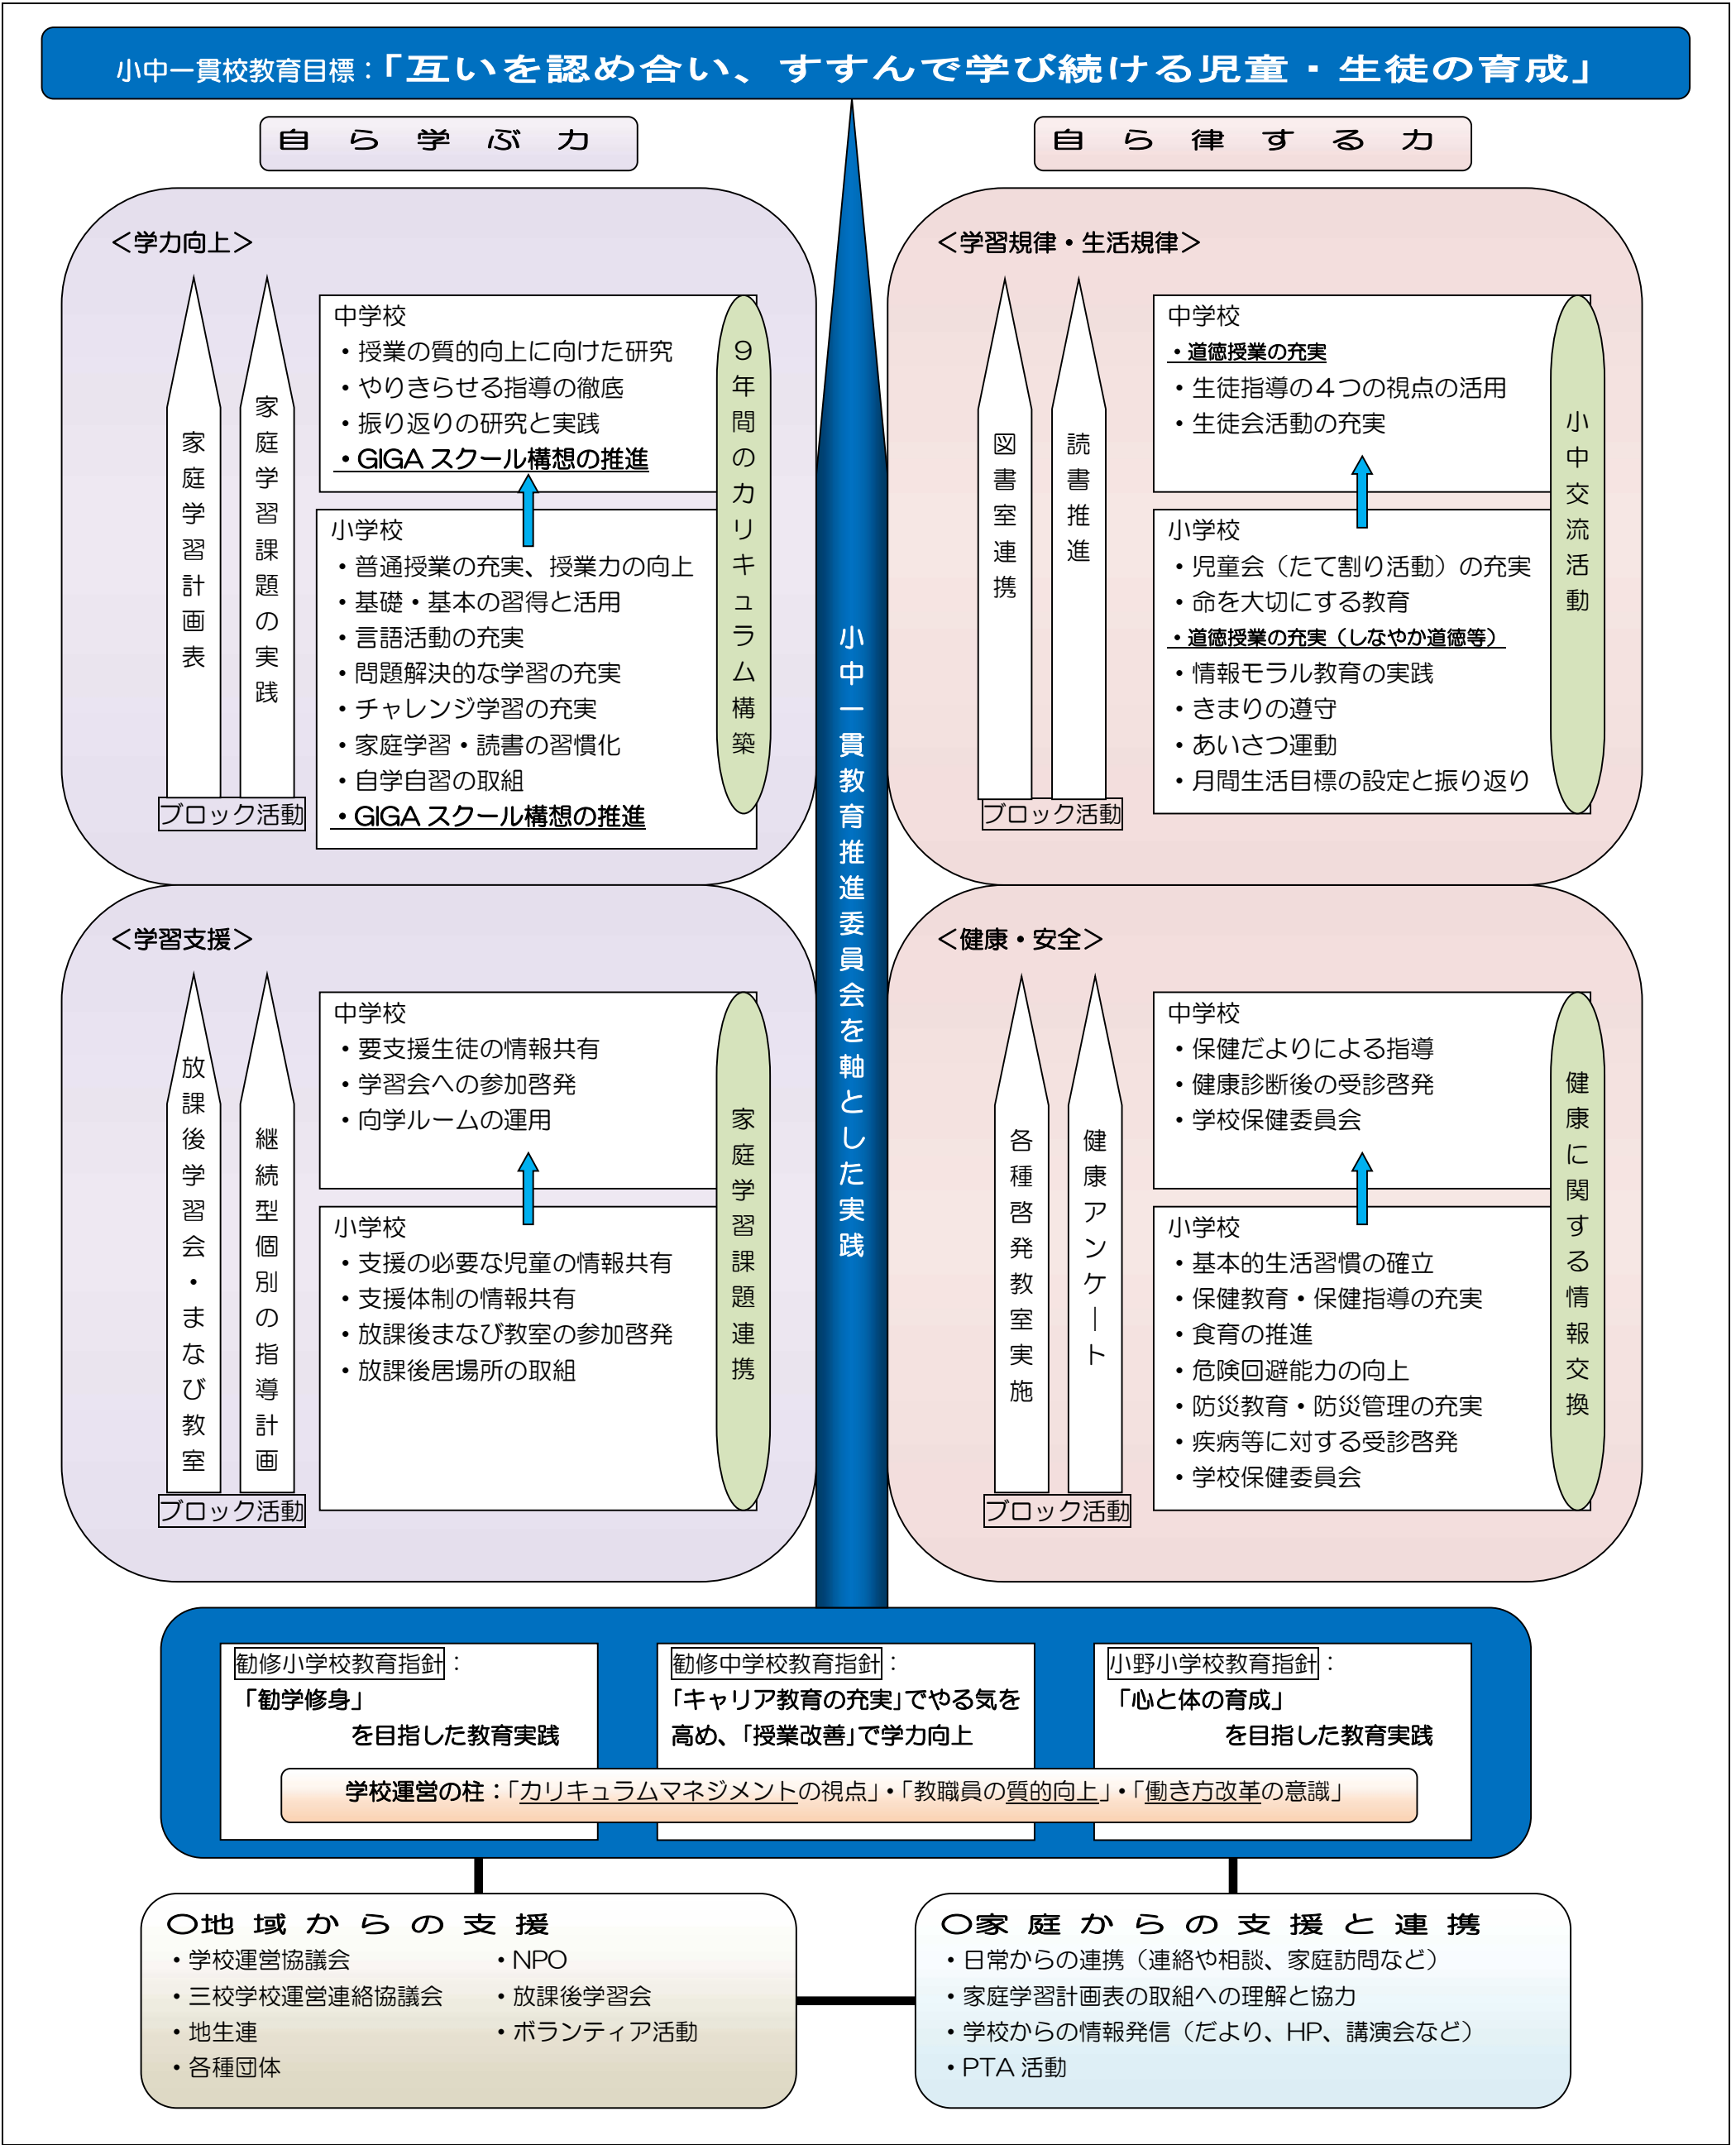 小中一貫校教育目標：「互いを認め合い、すすんで学び続ける児童・生徒の育成」
自ら学ぶ力
自ら律する力
＜学力向上＞
家庭学習計画表
家庭学習課題の実践
ブロック活動
中学校
・授業の質的向上に向けた研究
・やりきらせる指導の徹底
・振り返りの研究と実践
・GIGA スクール構想の推進
小学校
・普通授業の充実、授業力の向上
・基礎・基本の習得と活用
・言語活動の充実
・問題解決的な学習の充実
・チャレンジ学習の充実
・家庭学習・読書の習慣化
・自学自習の取組
・GIGA スクール構想の推進
９年間のカリキュラム構築
＜学習規律・生活規律＞
図書室連携
読書推進
ブロック活動
中学校
・道徳授業の充実
・生徒指導の４つの視点の活用
・生徒会活動の充実
小学校
・児童会（たて割り活動）の充実
・命を大切にする教育
・道徳授業の充実（しなやか道徳等）
・情報モラル教育の実践
・きまりの遵守
・あいさつ運動
・月間生活目標の設定と振り返り
小中交流活動
小中一貫教育推進委員会を軸とした実践
＜学習支援＞
放課後学習会・まなび教室
継続型個別の指導計画
ブロック活動
中学校
・要支援生徒の情報共有
・学習会への参加啓発
・向学ルームの運用
小学校
・支援の必要な児童の情報共有
・支援体制の情報共有
・放課後まなび教室の参加啓発
・放課後居場所の取組
家庭学習課題連携
＜健康・安全＞
各種啓発教室実施
健康アンケート
ブロック活動
中学校
・保健だよりによる指導
・健康診断後の受診啓発
・学校保健委員会
小学校
・基本的生活習慣の確立
・保健教育・保健指導の充実
・食育の推進
・危険回避能力の向上
・防災教育・防災管理の充実
・疾病等に対する受診啓発
・学校保健委員会
健康に関する情報交換
勧修小学校教育指針：
「勧学修身」
を目指した教育実践
勧修中学校教育指針：
「キャリア教育の充実」でやる気を
高め、「授業改善」で学力向上
小野小学校教育指針：
「心と体の育成」
を目指した教育実践
学校運営の柱：「カリキュラムマネジメントの視点」・「教職員の質的向上」・「働き方改革の意識」
〇地域からの支援
・学校運営協議会
・三校学校運営連絡協議会
・地生連
・各種団体
・NPO
・放課後学習会
・ボランティア活動
〇家庭からの支援と連携
・日常からの連携（連絡や相談、家庭訪問など）
・家庭学習計画表の取組への理解と協力
・学校からの情報発信（だより、HP、講演会など）
・PTA 活動